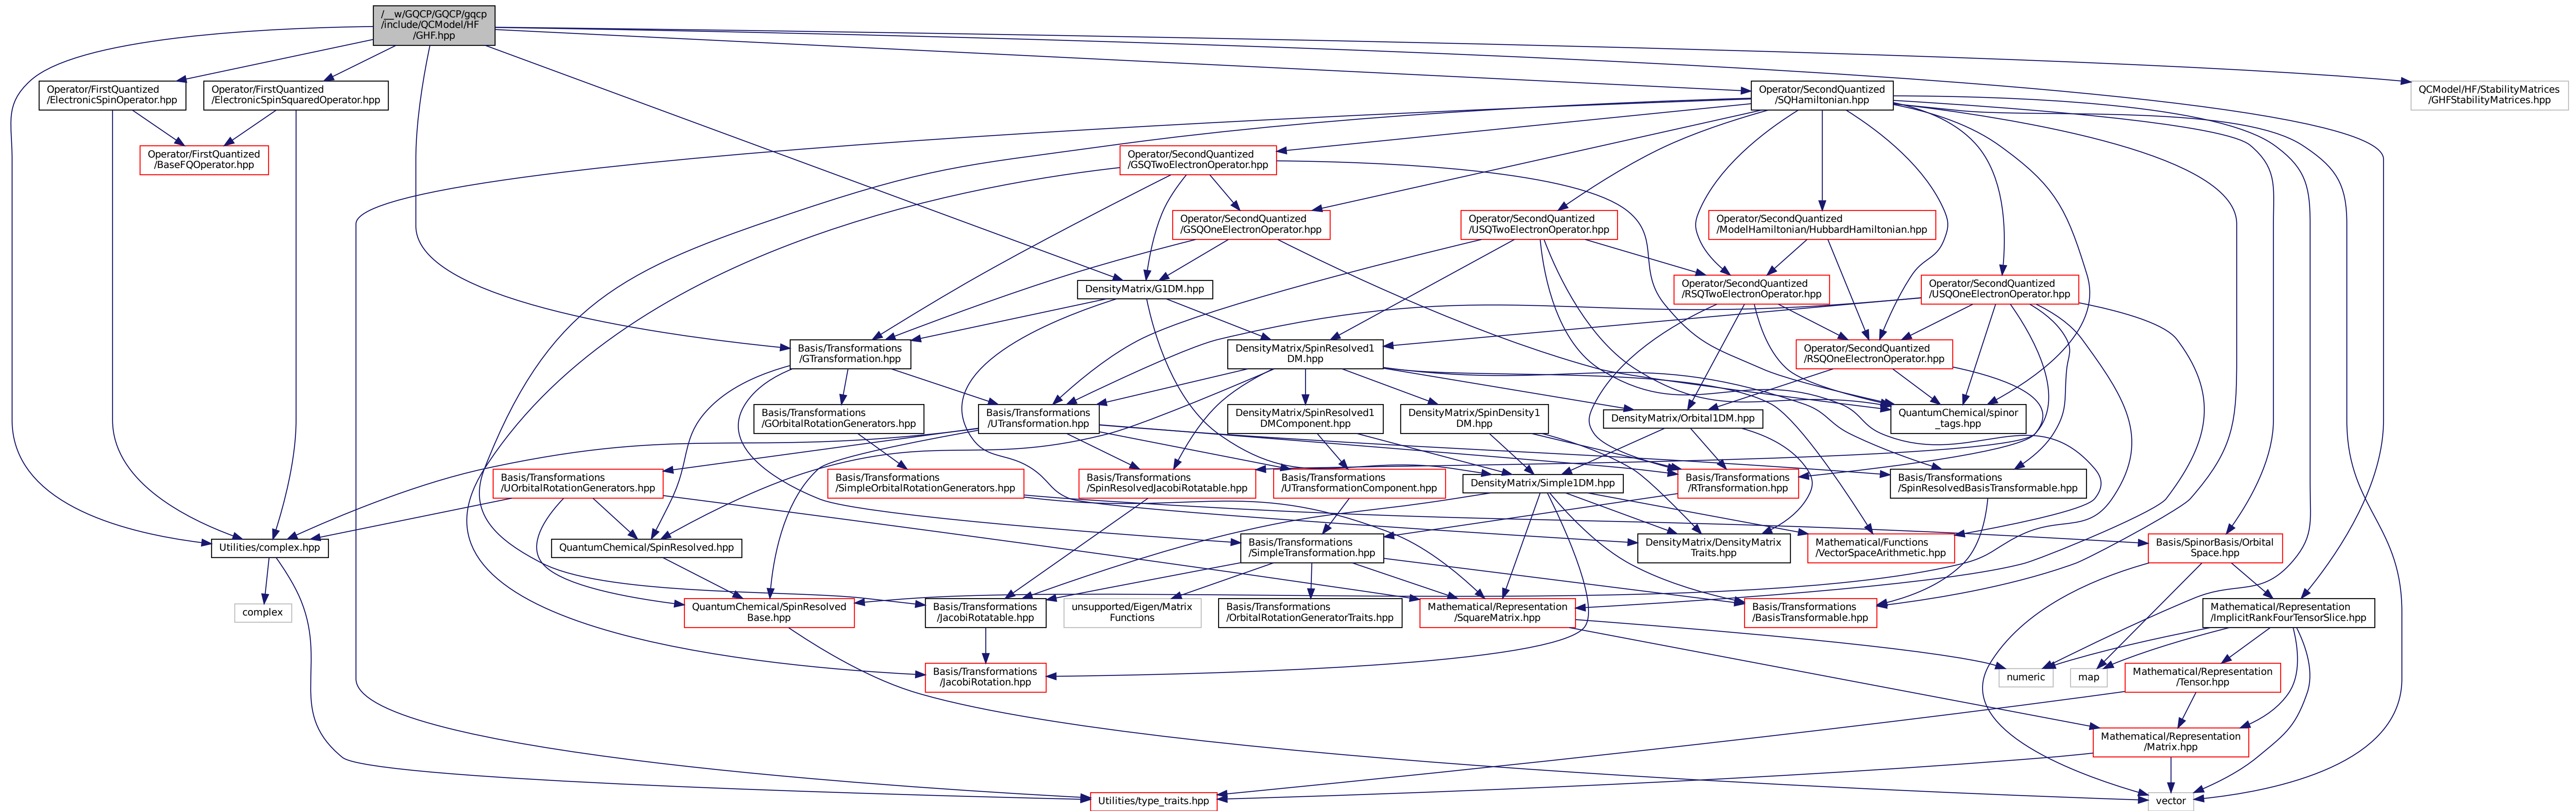 /__w/GQCP/GQCP/gqcp
/include/QCModel/HF
/GHF.hpp
Operator/FirstQuantized
/ElectronicSpinOperator.hpp
Operator/FirstQuantized
/ElectronicSpinSquaredOperator.hpp
Operator/SecondQuantized
/SQHamiltonian.hpp
QCModel/HF/StabilityMatrices
/GHFStabilityMatrices.hpp
Operator/FirstQuantized
/BaseFQOperator.hpp
Operator/SecondQuantized
/GSQTwoElectronOperator.hpp
Operator/SecondQuantized
/GSQOneElectronOperator.hpp
Operator/SecondQuantized
/USQTwoElectronOperator.hpp
Operator/SecondQuantized
/ModelHamiltonian/HubbardHamiltonian.hpp
DensityMatrix/G1DM.hpp
Operator/SecondQuantized
/RSQTwoElectronOperator.hpp
Operator/SecondQuantized
/USQOneElectronOperator.hpp
Basis/Transformations
/GTransformation.hpp
DensityMatrix/SpinResolved1
DM.hpp
Operator/SecondQuantized
/RSQOneElectronOperator.hpp
Basis/Transformations
/GOrbitalRotationGenerators.hpp
Basis/Transformations
/UTransformation.hpp
DensityMatrix/SpinResolved1
DMComponent.hpp
DensityMatrix/SpinDensity1
DM.hpp
DensityMatrix/Orbital1DM.hpp
QuantumChemical/spinor
_tags.hpp
Basis/Transformations
/UOrbitalRotationGenerators.hpp
Basis/Transformations
/SimpleOrbitalRotationGenerators.hpp
Basis/Transformations
/SpinResolvedJacobiRotatable.hpp
Basis/Transformations
/UTransformationComponent.hpp
DensityMatrix/Simple1DM.hpp
Basis/Transformations
/RTransformation.hpp
Basis/Transformations
/SpinResolvedBasisTransformable.hpp
Utilities/complex.hpp
QuantumChemical/SpinResolved.hpp
Basis/Transformations
/SimpleTransformation.hpp
DensityMatrix/DensityMatrix
Traits.hpp
Mathematical/Functions
/VectorSpaceArithmetic.hpp
Basis/SpinorBasis/Orbital
Space.hpp
complex
QuantumChemical/SpinResolved
Base.hpp
Basis/Transformations
/JacobiRotatable.hpp
unsupported/Eigen/Matrix
Functions
Basis/Transformations
/OrbitalRotationGeneratorTraits.hpp
Mathematical/Representation
/SquareMatrix.hpp
Basis/Transformations
/BasisTransformable.hpp
Mathematical/Representation
/ImplicitRankFourTensorSlice.hpp
Basis/Transformations
/JacobiRotation.hpp
numeric
map
Mathematical/Representation
/Tensor.hpp
Mathematical/Representation
/Matrix.hpp
Utilities/type_traits.hpp
vector